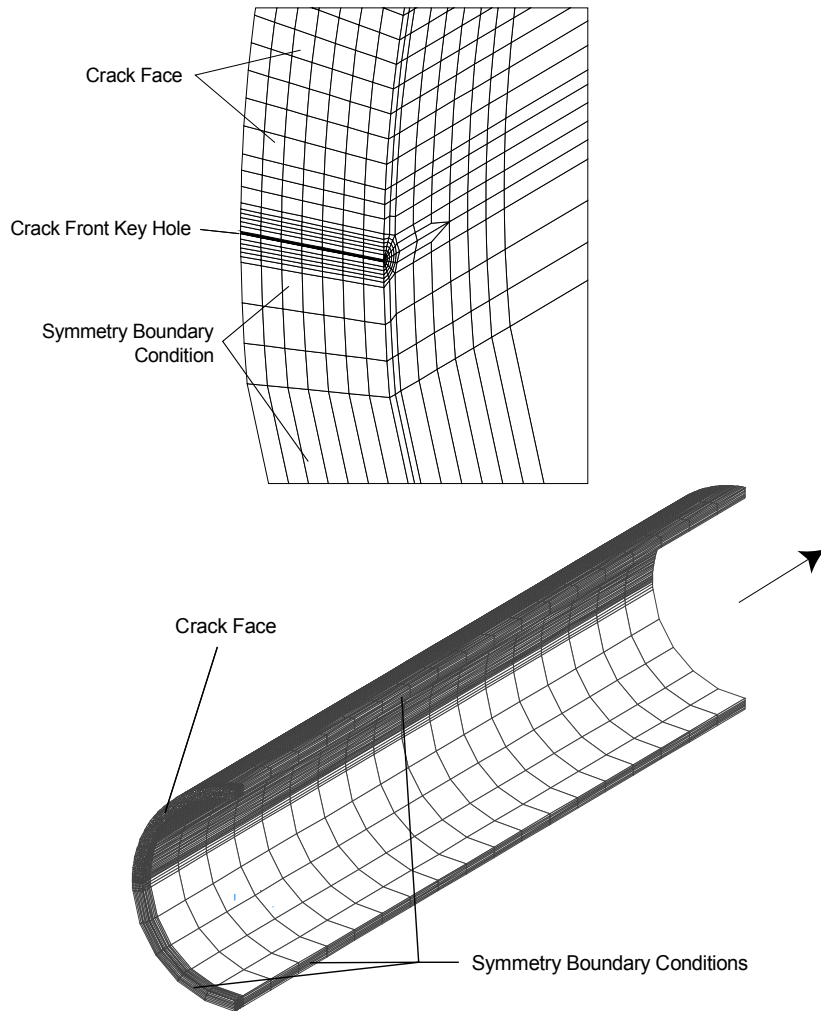 Crack Face
Crack Front Key Hole
Symmetry Boundary
Condition
Crack Face
Symmetry Boundary Conditions